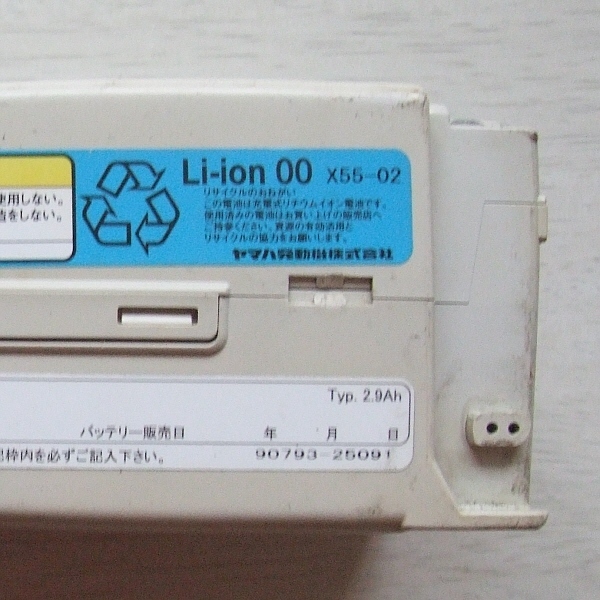 使用しない。
をしない。
Li-ion 00 X55-02
リサイクルのおねがい
この電池は充電式リチウムイオン電池です。
使用済みの電池はお買い上げの販売店へ
ご持参ください。資源の有効活用と
リサイクルの協力をお願いします。
ヤマハ発動機株式会社
Typ. 2.9Ah
バッテリー販売日 年 月 日
枠内を必ずご記入下さい。 90793-25091